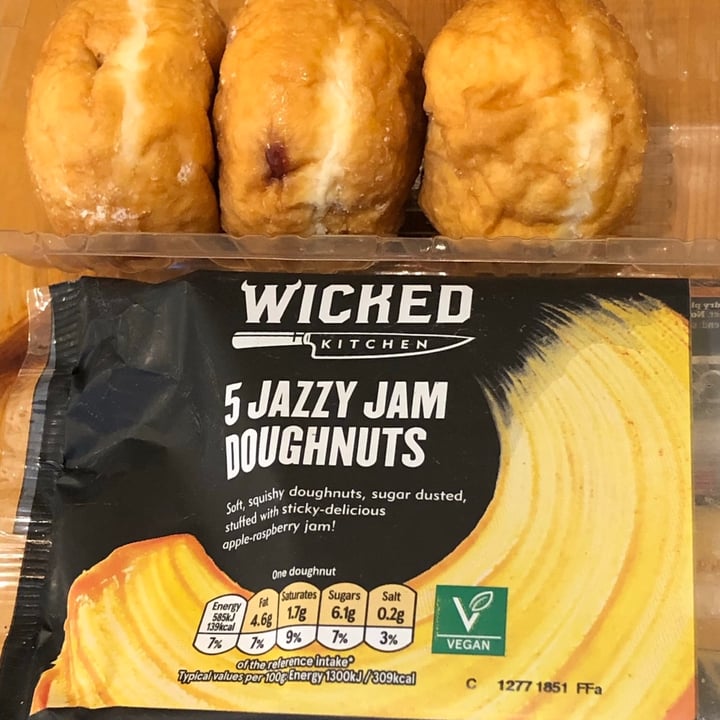 WICKED
KITCHEN
5 JAZZY JAM
DOUGHNUTS
Soft, squishy doughnuts, sugar dusted,
stuffed with sticky-delicious
apple-raspberry jam!
One doughnut
Energy Fat Saturates Sugars Salt
585kJ
139kcal 4.6g 1.7g 6.1g 0.2g
7% 7% 9% 7% 3%
of the reference intake*
Typical values per 100g: Energy 1300kJ / 309kcal
V
VEGAN
C 1277 1851 FFa